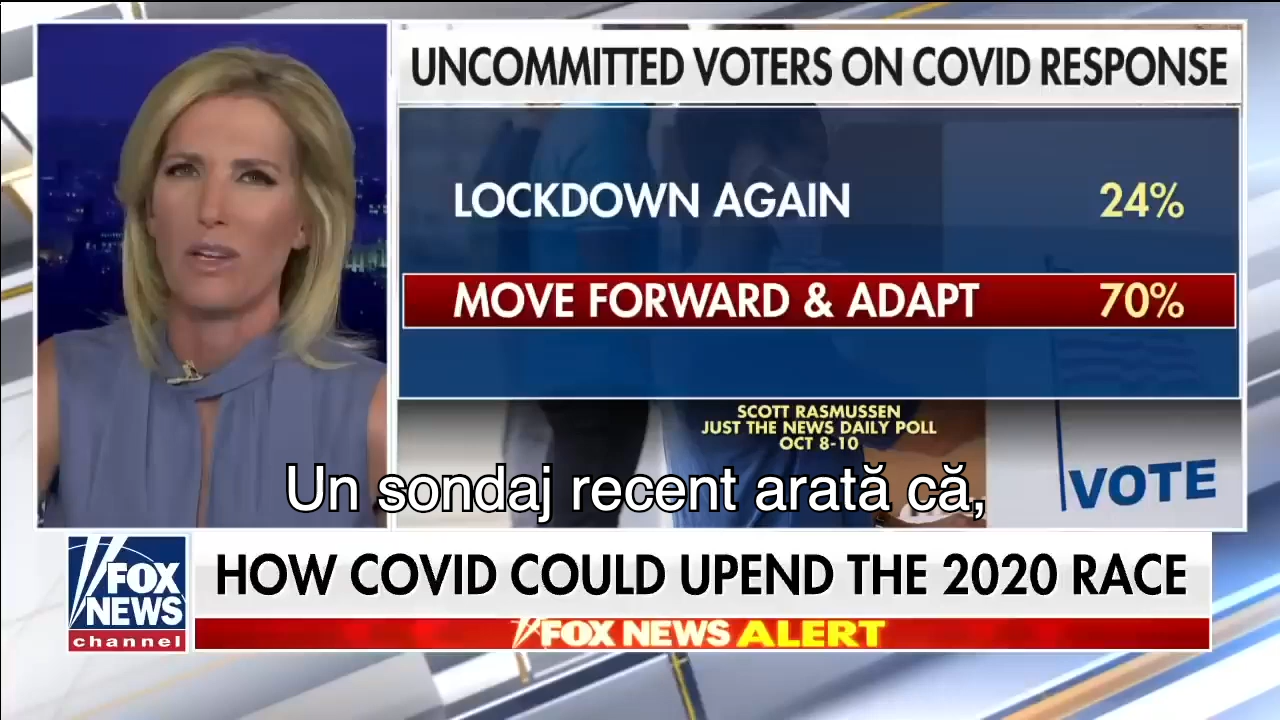 UNCOMMITTED VOTERS ON COVID RESPONSE
LOCKDOWN AGAIN 24%
MOVE FORWARD & ADAPT 70%
SCOTT RASMUSSEN
JUST THE NEWS DAILY POLL
OCT 8-10
VOTE
Un sondaj recent arată că,
FOX
NEWS
channel
HOW COVID COULD UPEND THE 2020 RACE
FOX NEWS ALERT